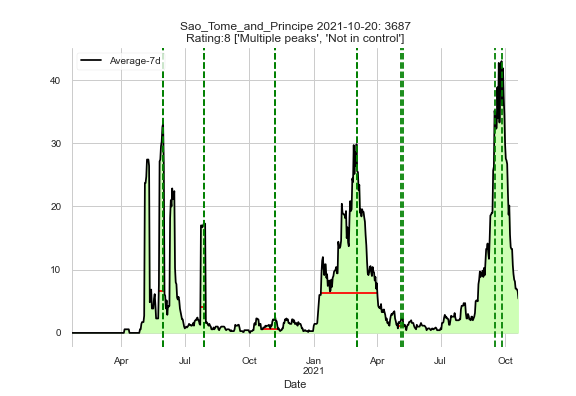 Sao_Tome_and_Principe 2021-10-20: 3687
Rating:8 ['Multiple peaks', 'Not in control']
Average-7d
40
30
20
10
0
Apr Jul Oct Jan Apr Jul Oct
2021
Date